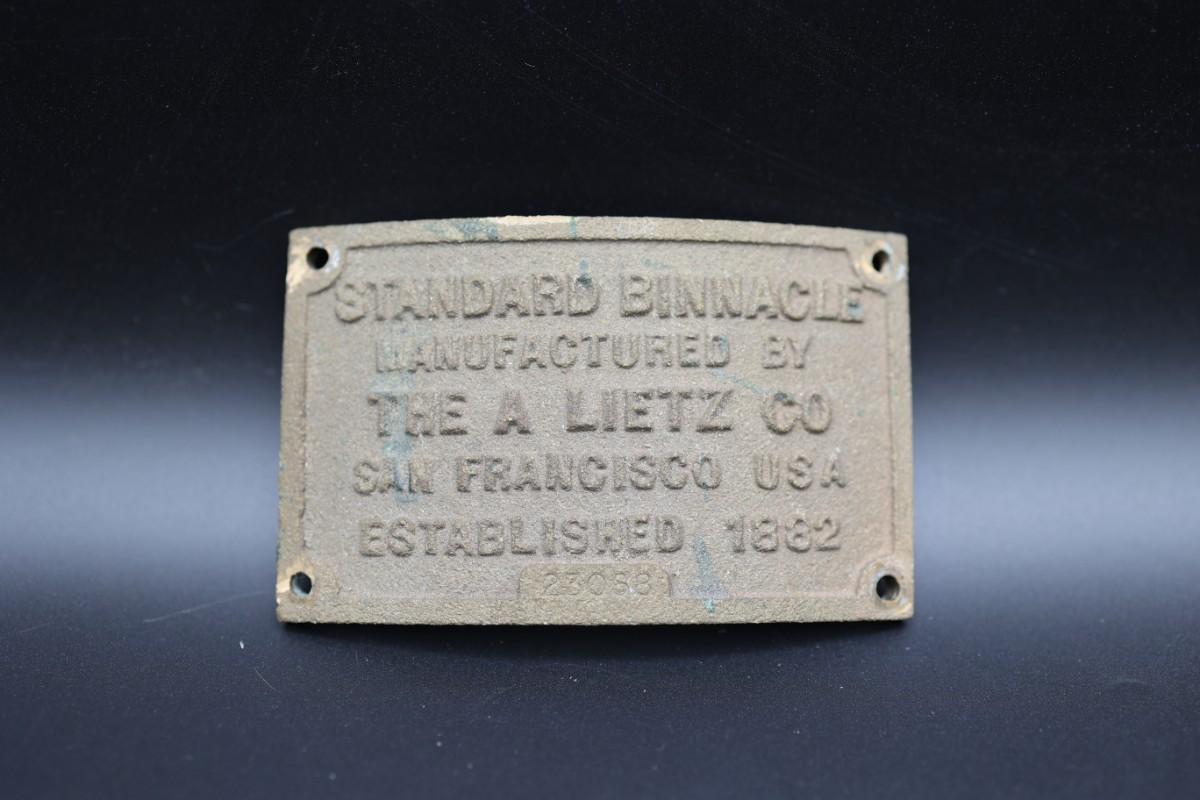 STANDARD BINNACLE
MANUFACTURED BY
THE A LIETZ CO
SAN FRANCISCO USA
ESTABLISHED 1882
23068